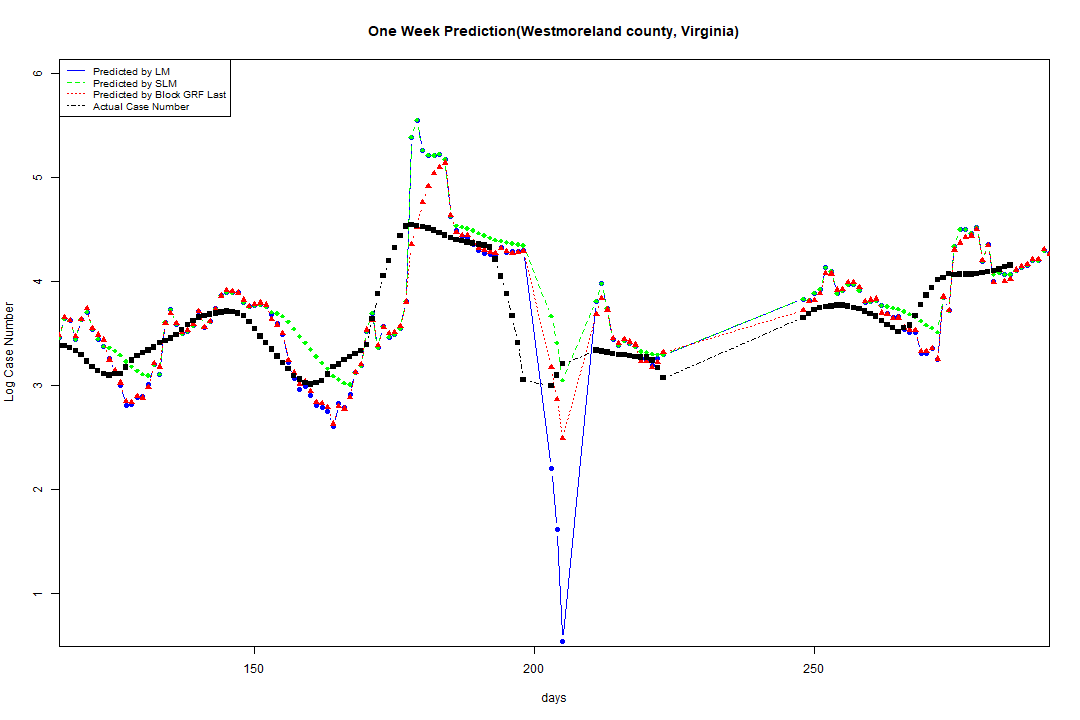 One Week Prediction(Westmoreland county, Virginia)
Predicted by LM
Predicted by SLM
Predicted by Block GRF Last
Actual Case Number
Log Case Number
6
5
4
3
2
1
150
200
250
days